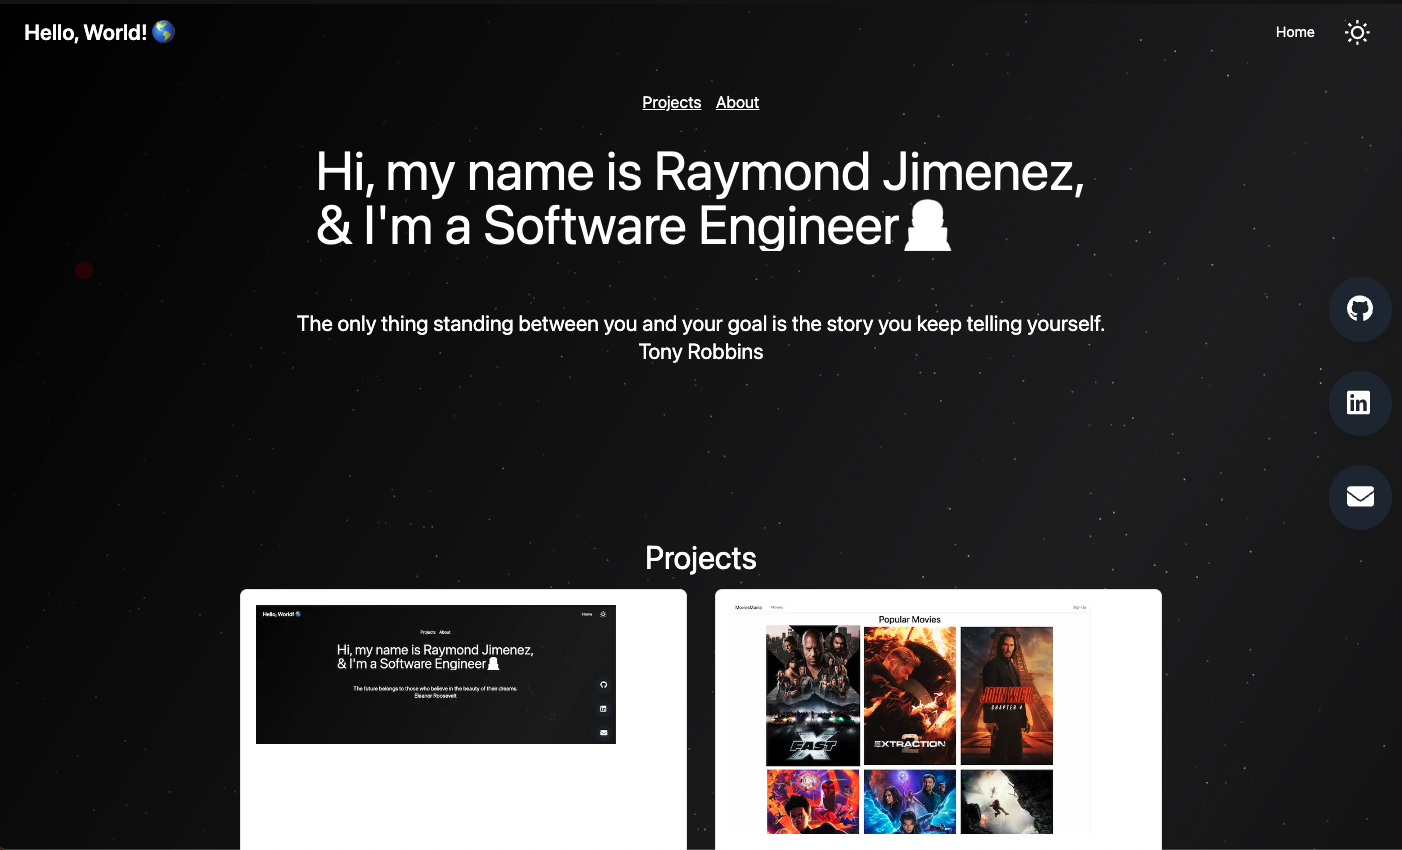 Hello, World! 🌎
Home
Projects About
Hi, my name is Raymond Jimenez,
& I'm a Software Engineer
The only thing standing between you and your goal is the story you keep telling yourself.
Tony Robbins
Projects
Hello, World! 🌎
Home
Projects About
Hi, my name is Raymond Jimenez,
& I'm a Software Engineer
The future belongs to those who believe in the beauty of their dreams.
Eleanor Roosevelt
MoviesMania Movies Sign Up
Popular Movies
FAST X
EXTRACTION 2
JOHN WICK
CHAPTER 4